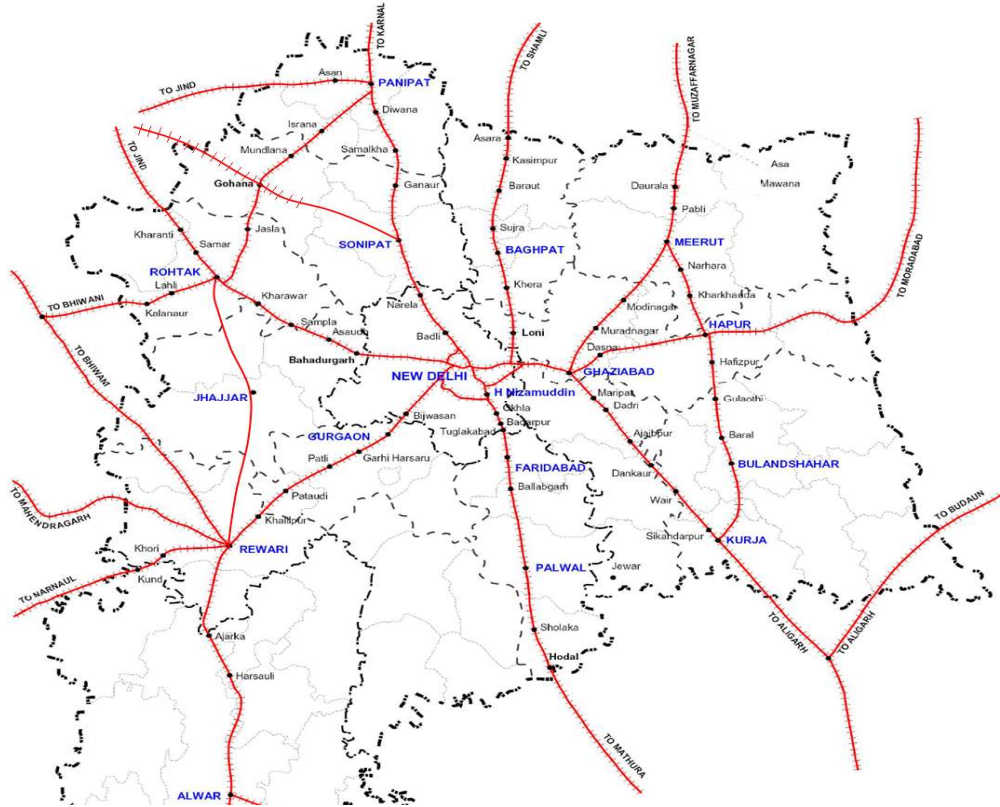 TO KARNAL
TO SHAMLI
TO MUZAFFARNAGAR
Asan
PANIPAT
TO JIND
Diwana
Israna
TO JIND
Mundlana
Samalkha
Asara
Kasimpur
Asa
Mawana
Gohana
Ganaur
Baraut
Daurala
Pabli
Kharanti
Jasla
Sujra
Samar
SONIPAT
BAGHPAT
MEERUT
TO MORADABAD
ROHTAK
Narhara
Lahli
Khera
Kharkhauda
TO BHIWANI
Kharawar
Narela
Modinagar
Kalanaur
Sampla
Loni
Muradnagar
HAPUR
Asauda
Badli
Dasna
Bahadurgarh
Hafizpur
TO BHIWANI
NEW DELHI
GHAZIABAD
JHAJJAR
H Nizamuddin
Maripat
Gulaothi
Okhla
Dadri
Bijwasan
Badarpur
GURGAON
Tuglakabad
Ajaibpur
Baral
Patli
Garhi Harsaru
FARIDABAD
Dankaur
BULANDSHAHAR
Ballabgarh
TO MAHENDRAGARH
Pataudi
Wair
TO BUDAUN
Khalilpur
Sikandarpur
KURJA
Khori
REWARI
PALWAL
Jewar
Kund
TO NARNAUL
Ajarka
Sholaka
TO ALIGARH
TO ALIGARH
Hodal
Harsauli
TO MATHURA
ALWAR